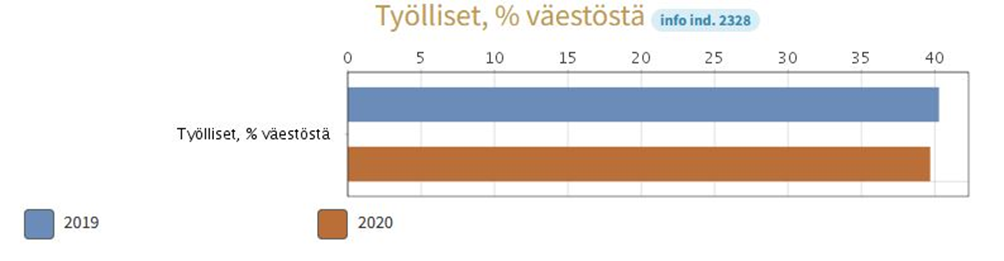 Työlliset, % väestöstä info ind. 2328
0 5 10 15 20 25 30 35 40
Työlliset, % väestöstä
2019 2020